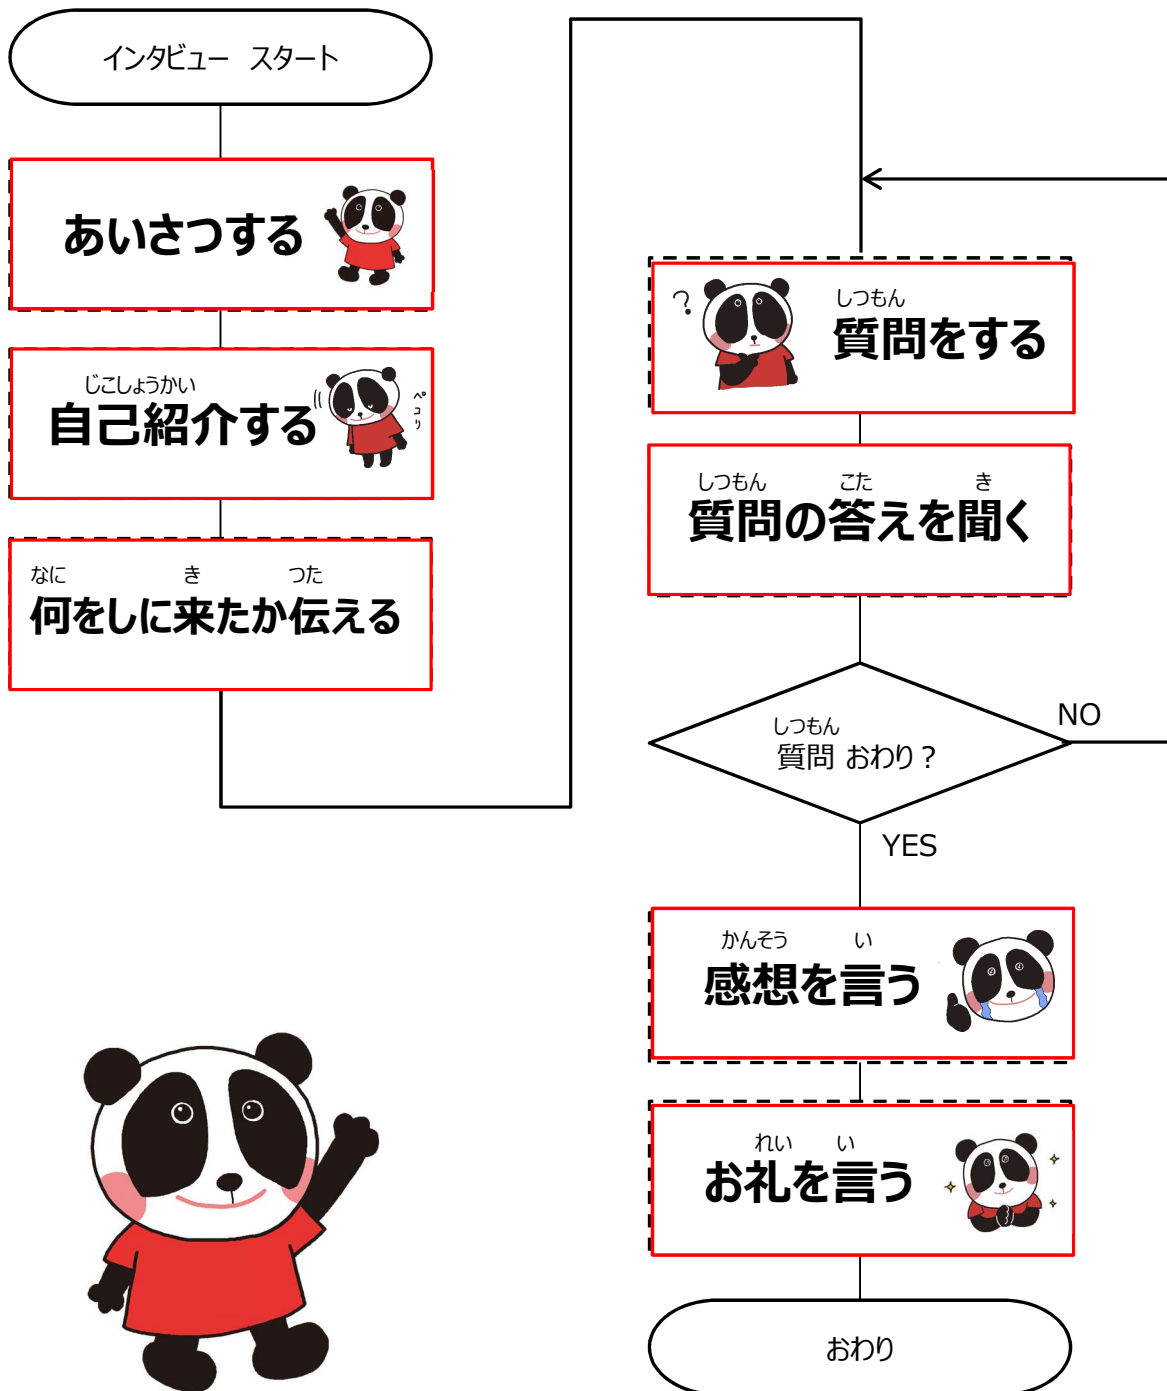 インタビュー　スタート
あいさつする
じこしょうかい
自己紹介する
ペコリ
なに き つた
何をしに来たか伝える
?
しつもん
質問をする
しつもん こた き
質問の答えを聞く
しつもん
質問 おわり？
NO
YES
かんそう い
感想を言う
れい い
お礼を言う
おわり